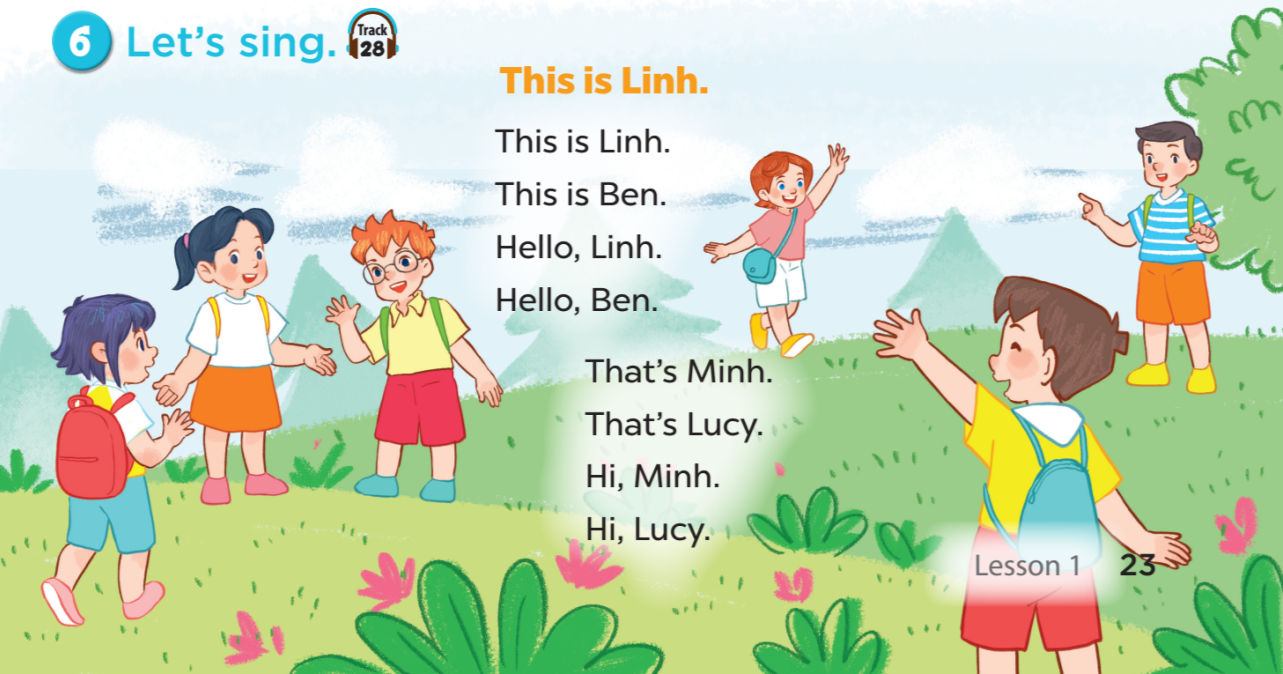 6 Let's sing. Track 28
This is Linh.
This is Linh.
This is Ben.
Hello, Linh.
Hello, Ben.
That's Minh.
That's Lucy.
Hi, Minh.
Hi, Lucy.
Lesson 1 23